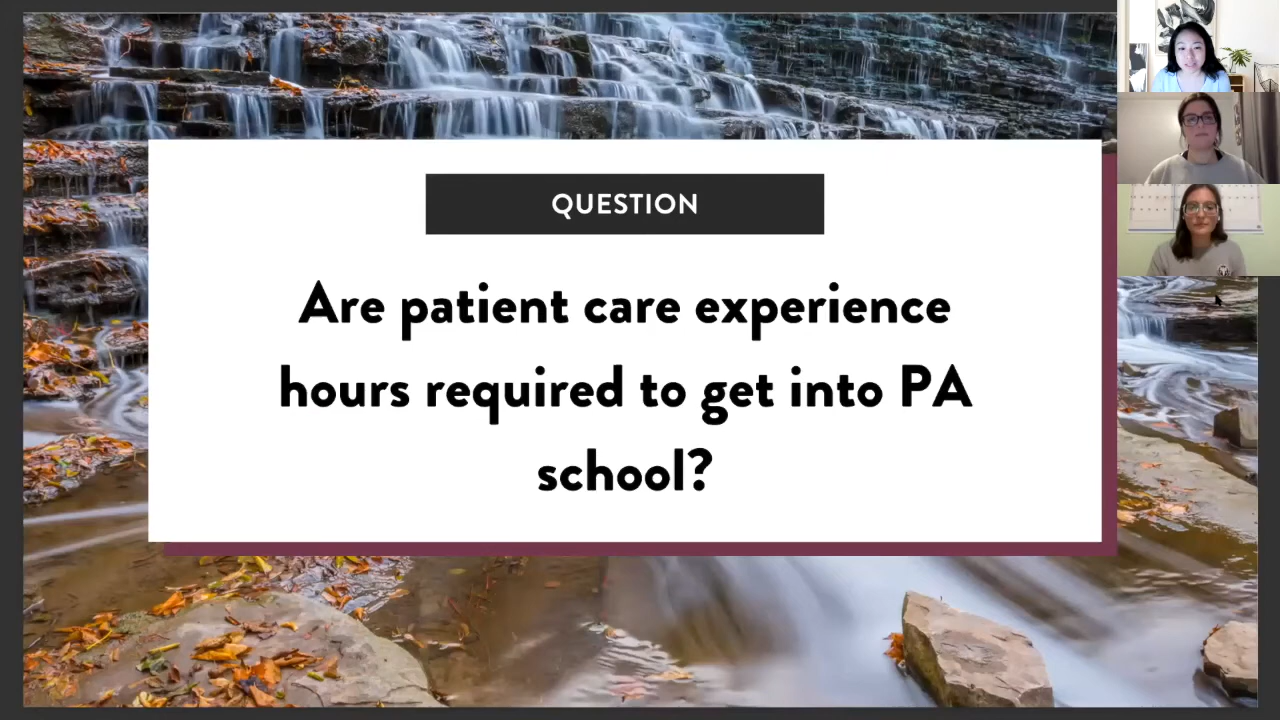 QUESTION
Are patient care experience
hours required to get into PA
school?